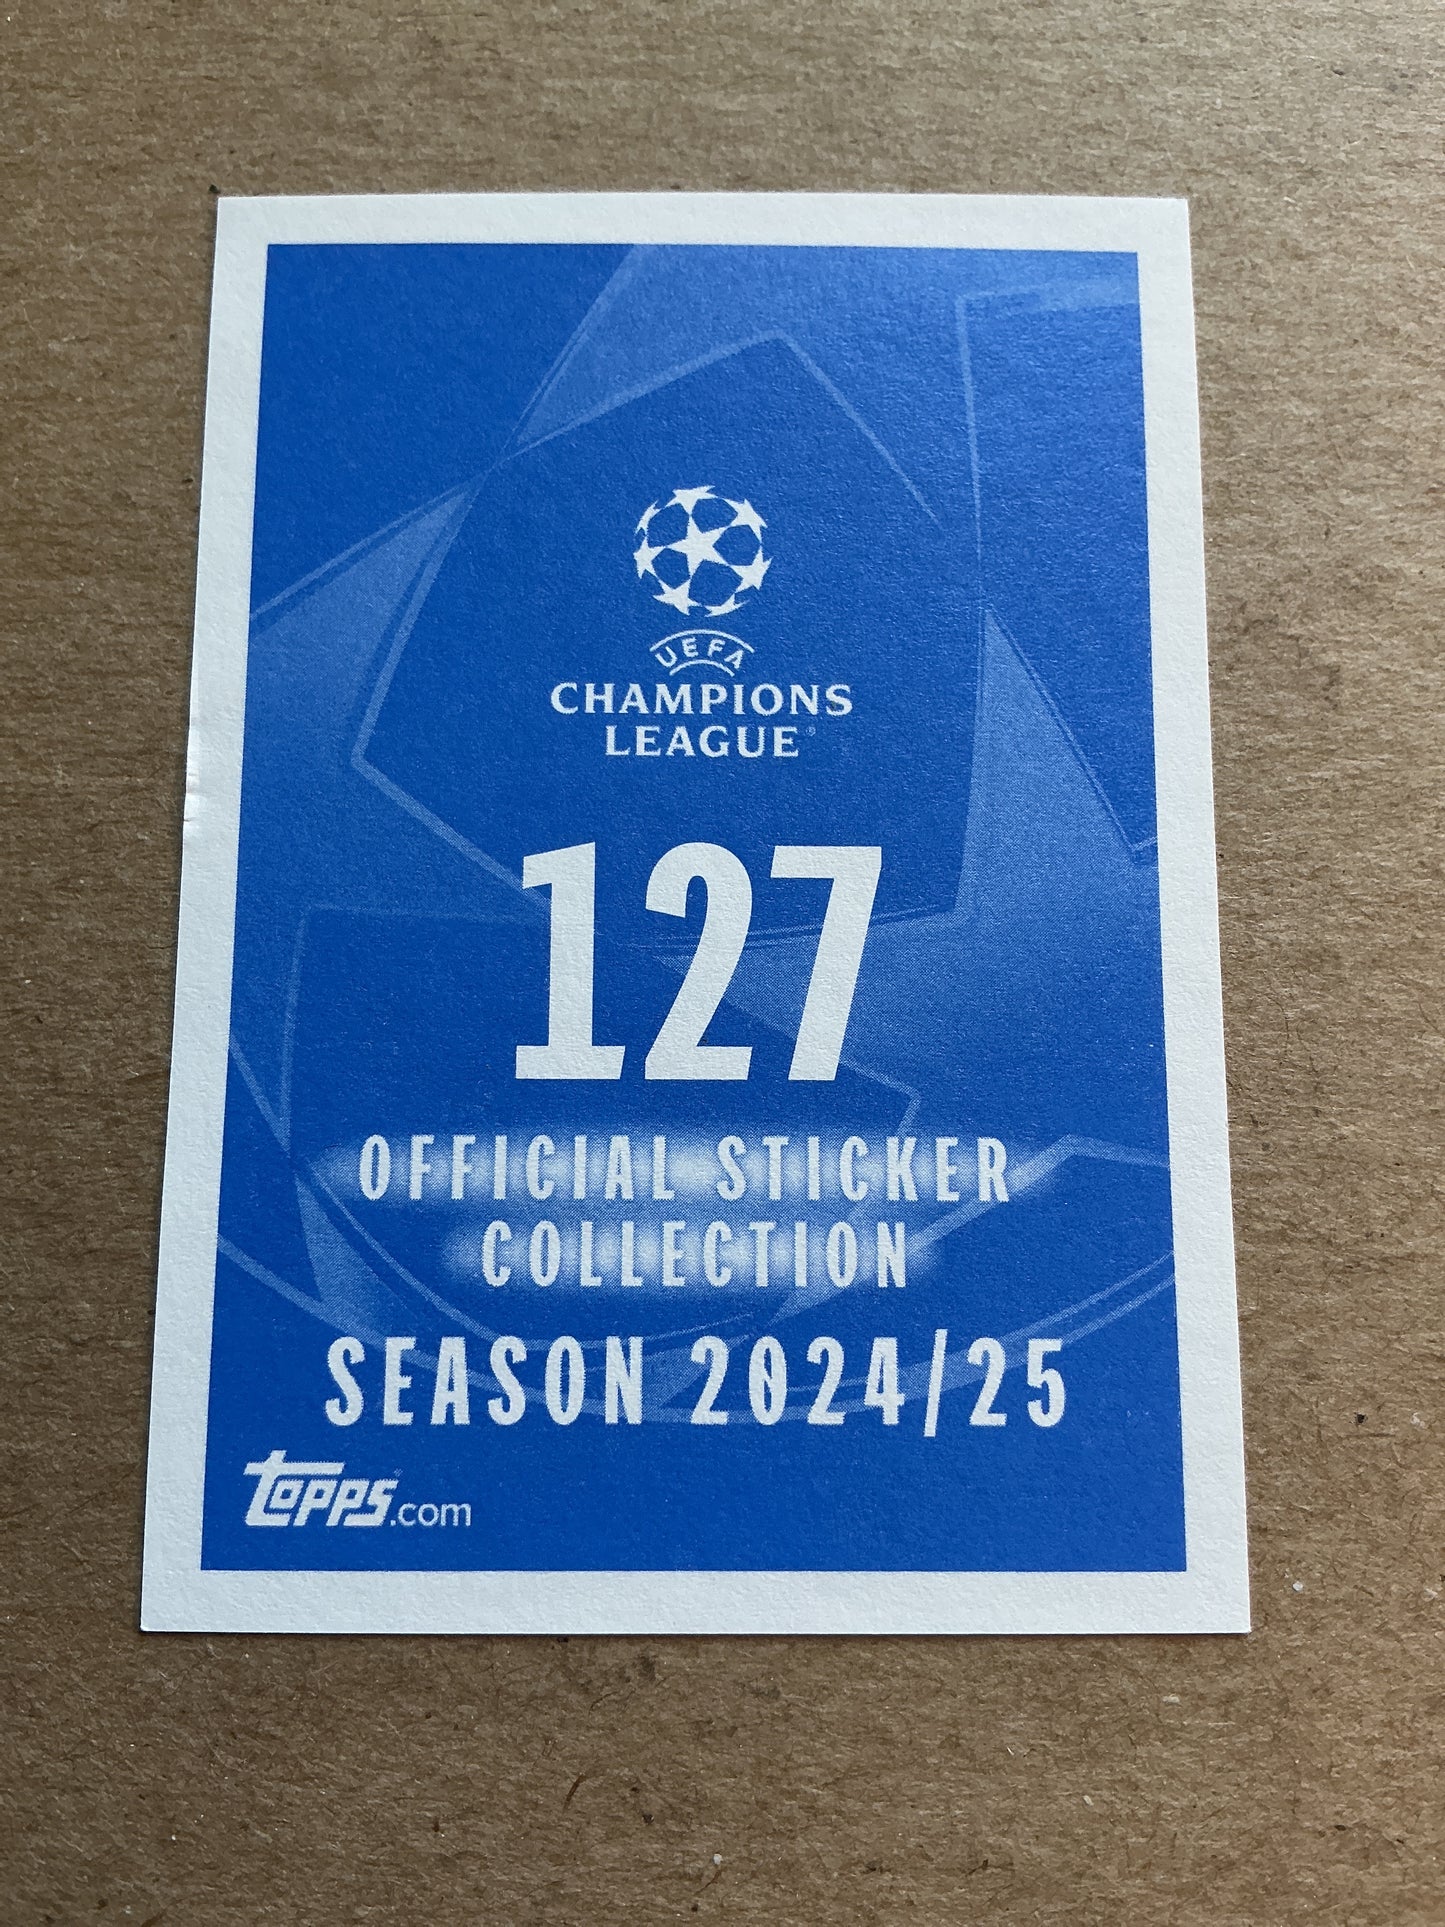 UEFA
CHAMPIONS
LEAGUE®
127
OFFICIAL STICKER
COLLECTION
SEASON 2024/25
topps.com